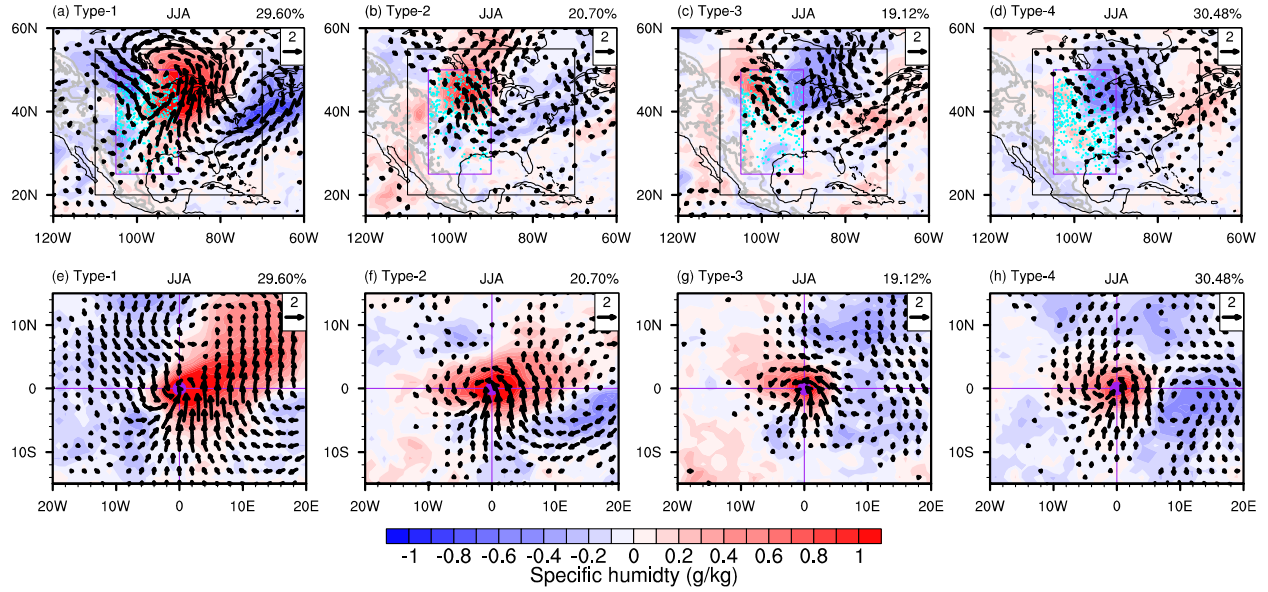 (a) Type-1 JJA 29.60% (b) Type-2 JJA 20.70% (c) Type-3 JJA 19.12% (d) Type-4 JJA 30.48%
60N 2 60N 2 60N 2 60N 2
40N 40N 40N 40N
20N 20N 20N 20N
120W 100W 80W 60W 120W 100W 80W 60W 120W 100W 80W 60W 120W 100W 80W 60W
(e) Type-1 JJA 29.60% (f) Type-2 JJA 20.70% (g) Type-3 JJA 19.12% (h) Type-4 JJA 30.48%
2 2 2 2
10N 10N 10N 10N
0 0 0 0
10S 10S 10S 10S
20W 10W 0 10E 20E 20W 10W 0 10E 20E 20W 10W 0 10E 20E 20W 10W 0 10E 20E
-1 -0.8 -0.6 -0.4 -0.2 0 0.2 0.4 0.6 0.8 1
Specific humidty (g/kg)